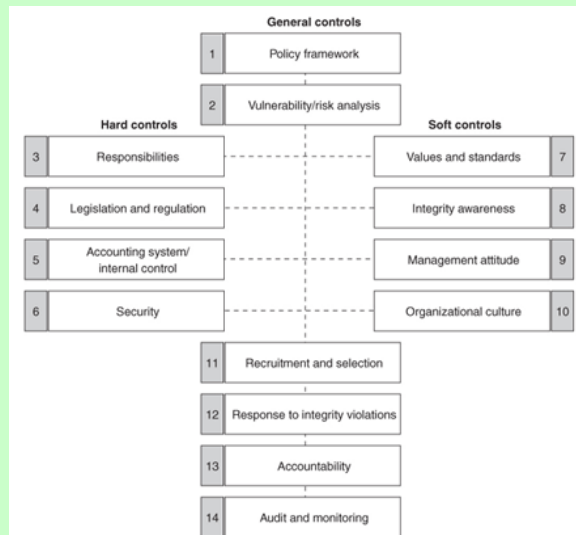 General controls
1 Policy framework
2 Vulnerability/risk analysis
Hard controls
Soft controls
3 Responsibilities
Values and standards 7
4 Legislation and regulation
Integrity awareness 8
5 Accounting system/
internal control
Management attitude 9
6 Security
Organizational culture 10
11 Recruitment and selection
12 Response to integrity violations
13 Accountability
14 Audit and monitoring